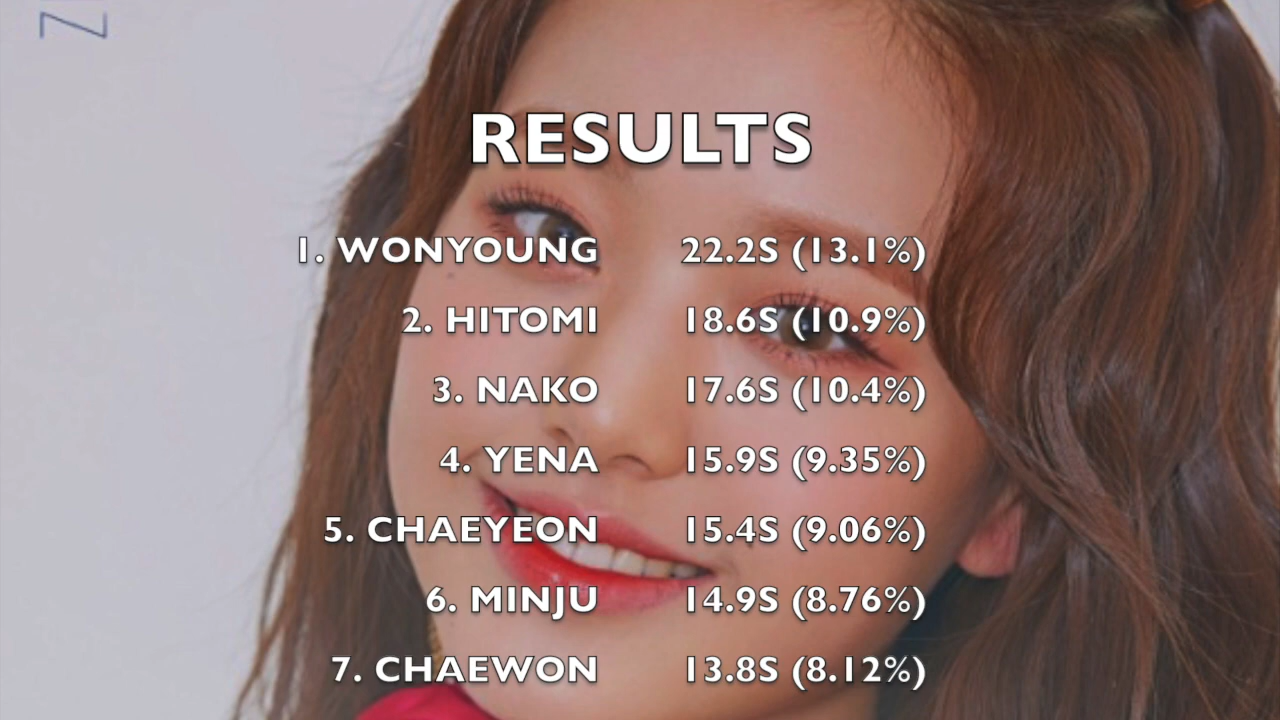 RESULTS
1. WONYOUNG 22.2S (13.1%)
2. HITOMI 18.6S (10.9%)
3. NAKO 17.6S (10.4%)
4. YENA 15.9S (9.35%)
5. CHAEYEON 15.4S (9.06%)
6. MINJU 14.9S (8.76%)
7. CHAEWON 13.8S (8.12%)